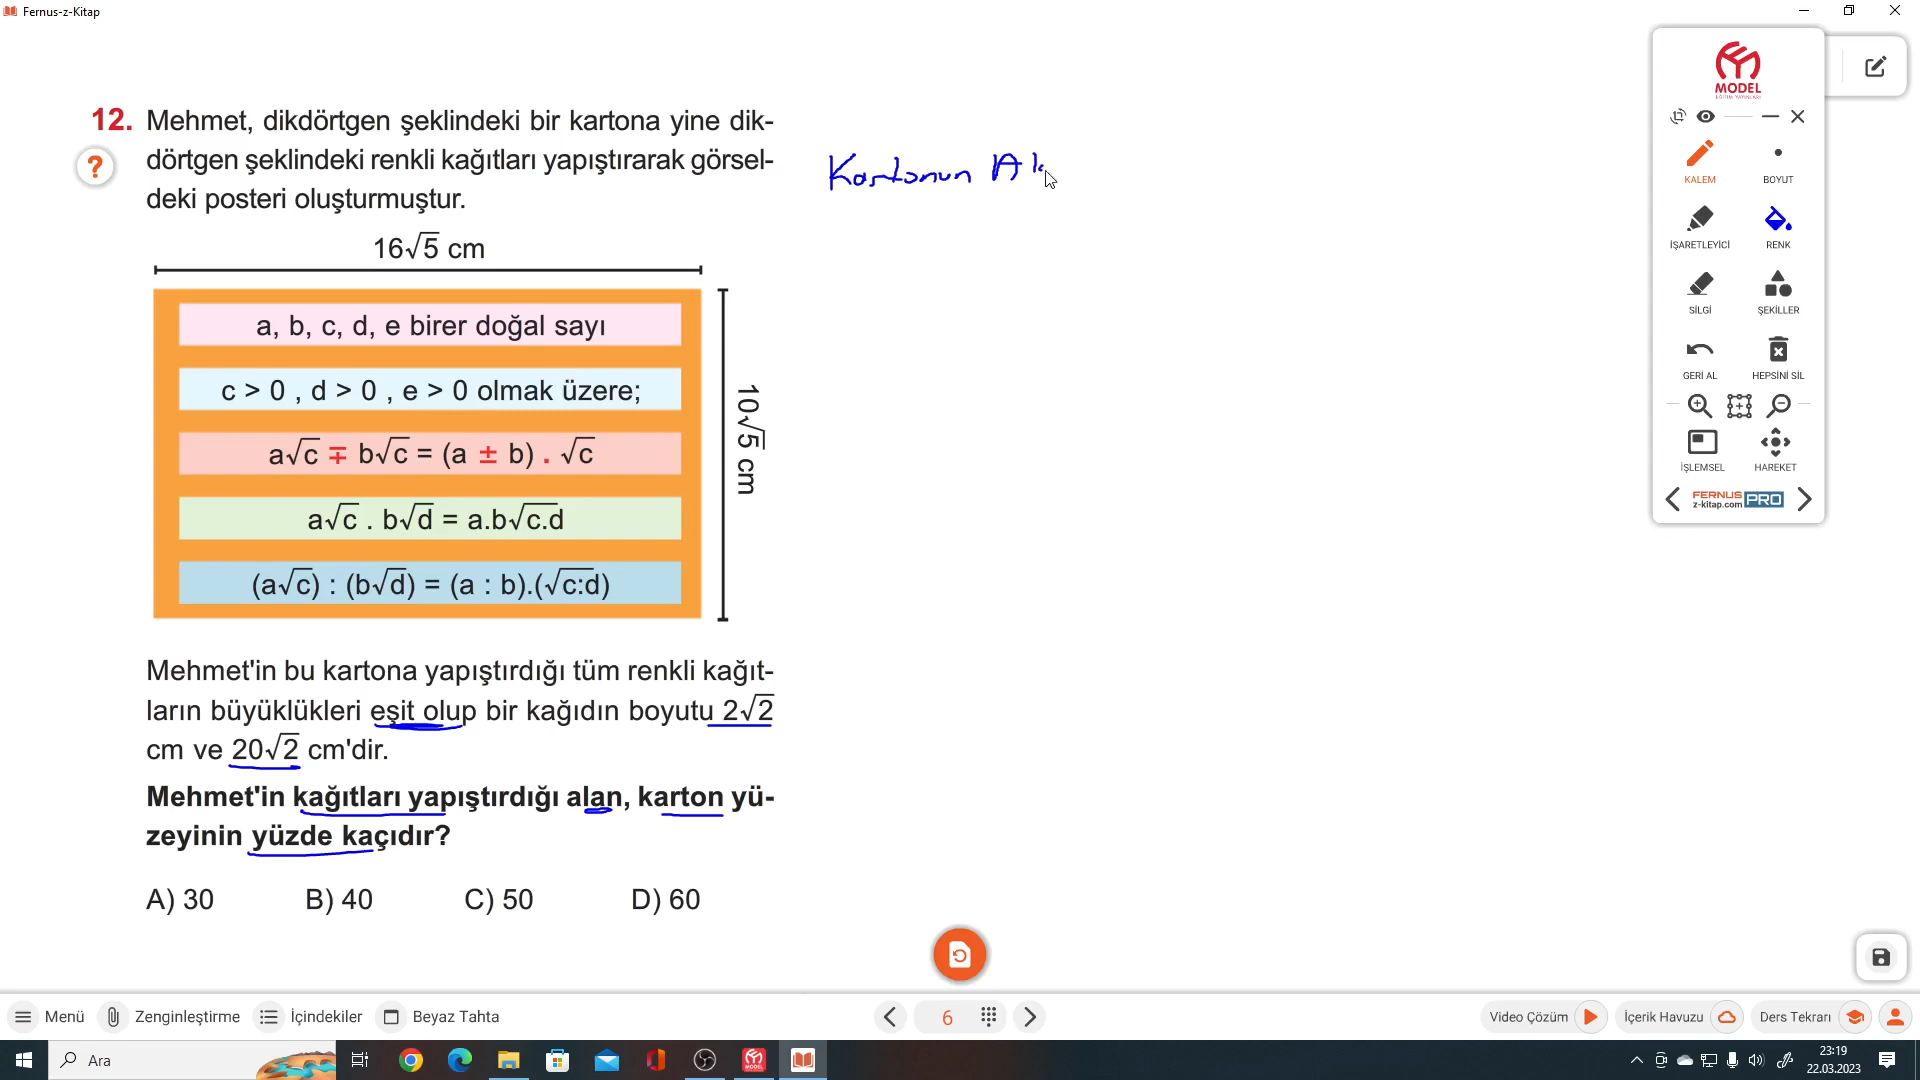 Fernus-z-Kitap
12. Mehmet, dikdörtgen şeklindeki bir kartona yine dik-
dörtgen şeklindeki renkli kağıtları yapıştırarak görsel-
deki posteri oluşturmuştur.
?
Kartonun Al
16√5 cm
a, b, c, d, e birer doğal sayı
c > 0 , d > 0 , e > 0 olmak üzere;
a√c ∓ b√c = (a ± b) . √c
a√c . b√d = a.b√c.d
(a√c) : (b√d) = (a : b).(√c:d)
10√5 cm
Mehmet'in bu kartona yapıştırdığı tüm renkli kağıt-
ların büyüklükleri eşit olup bir kağıdın boyutu 2√2
cm ve 20√2 cm'dir.
Mehmet'in kağıtları yapıştırdığı alan, karton yü-
zeyinin yüzde kaçıdır?
A) 30 B) 40 C) 50 D) 60
MODEL
EĞİTİM YAYINLARI
KALEM BOYUT
İŞARETLEYİCİ RENK
SİLGİ ŞEKİLLER
GERİ AL HEPSİNİ SİL
İŞLEMSEL HAREKET
FERNUS PRO
z-kitap.com
Menü Zenginleştirme İçindekiler Beyaz Tahta 6 Video Çözüm İçerik Havuzu Ders Tekrarı
Ara
MODEL
23:19
22.03.2023